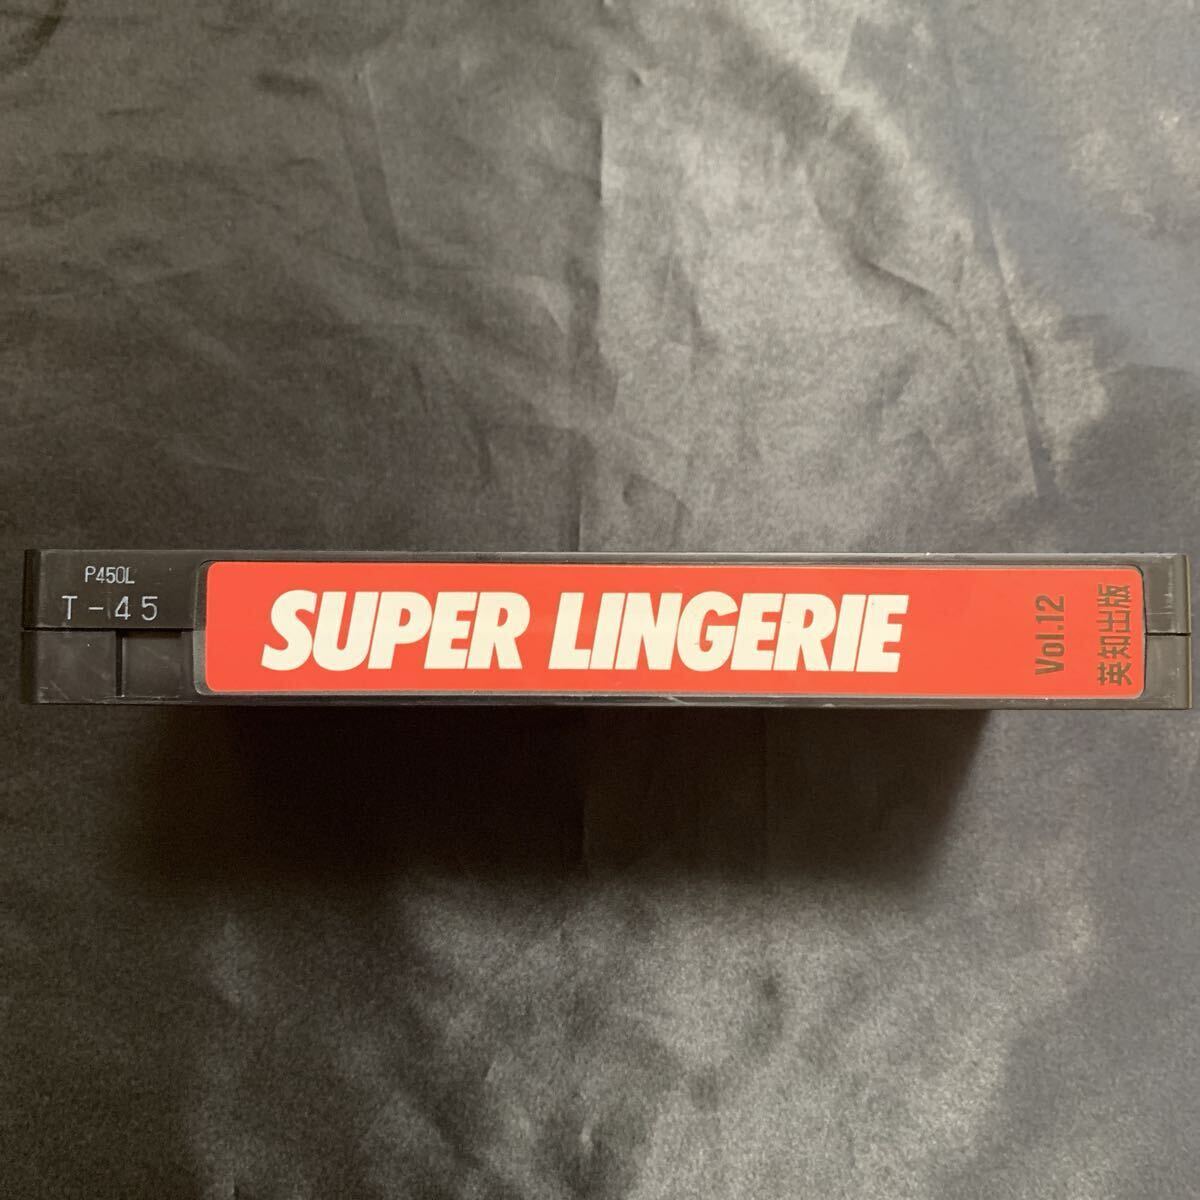 P450L
T-45
SUPER LINGERIE
Vol.12
英知出版